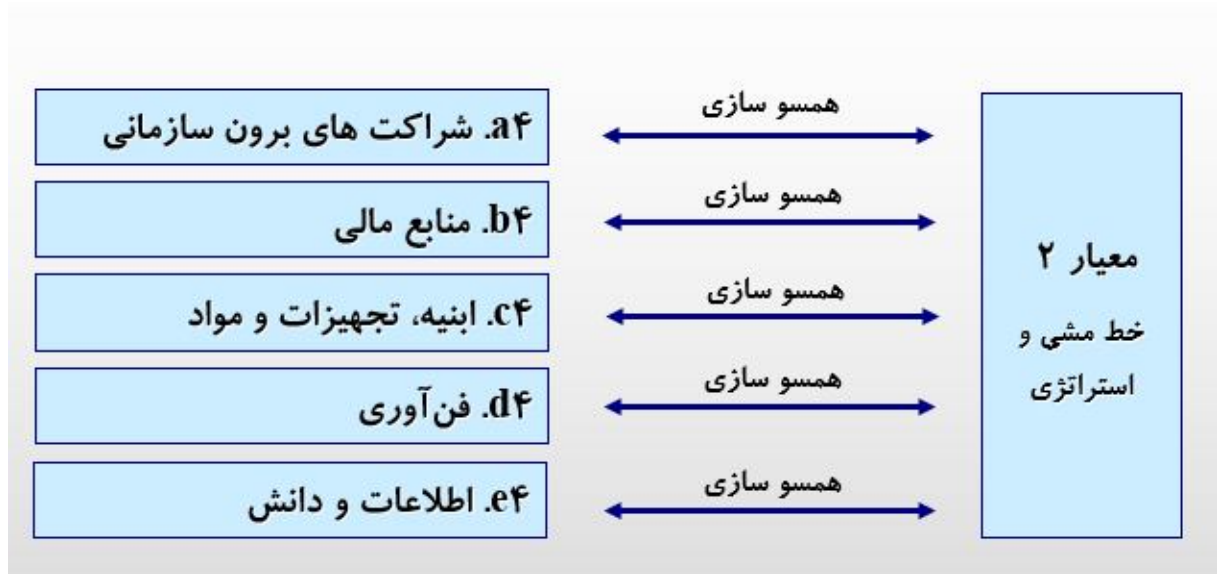 همسو سازی
a۴. شراکت های برون سازمانی
همسو سازی
b۴. منابع مالی
معیار ۲
خط مشی و
استراتژی
همسو سازی
c۴. ابنیه، تجهیزات و مواد
همسو سازی
d۴. فن‌آوری
همسو سازی
e۴. اطلاعات و دانش